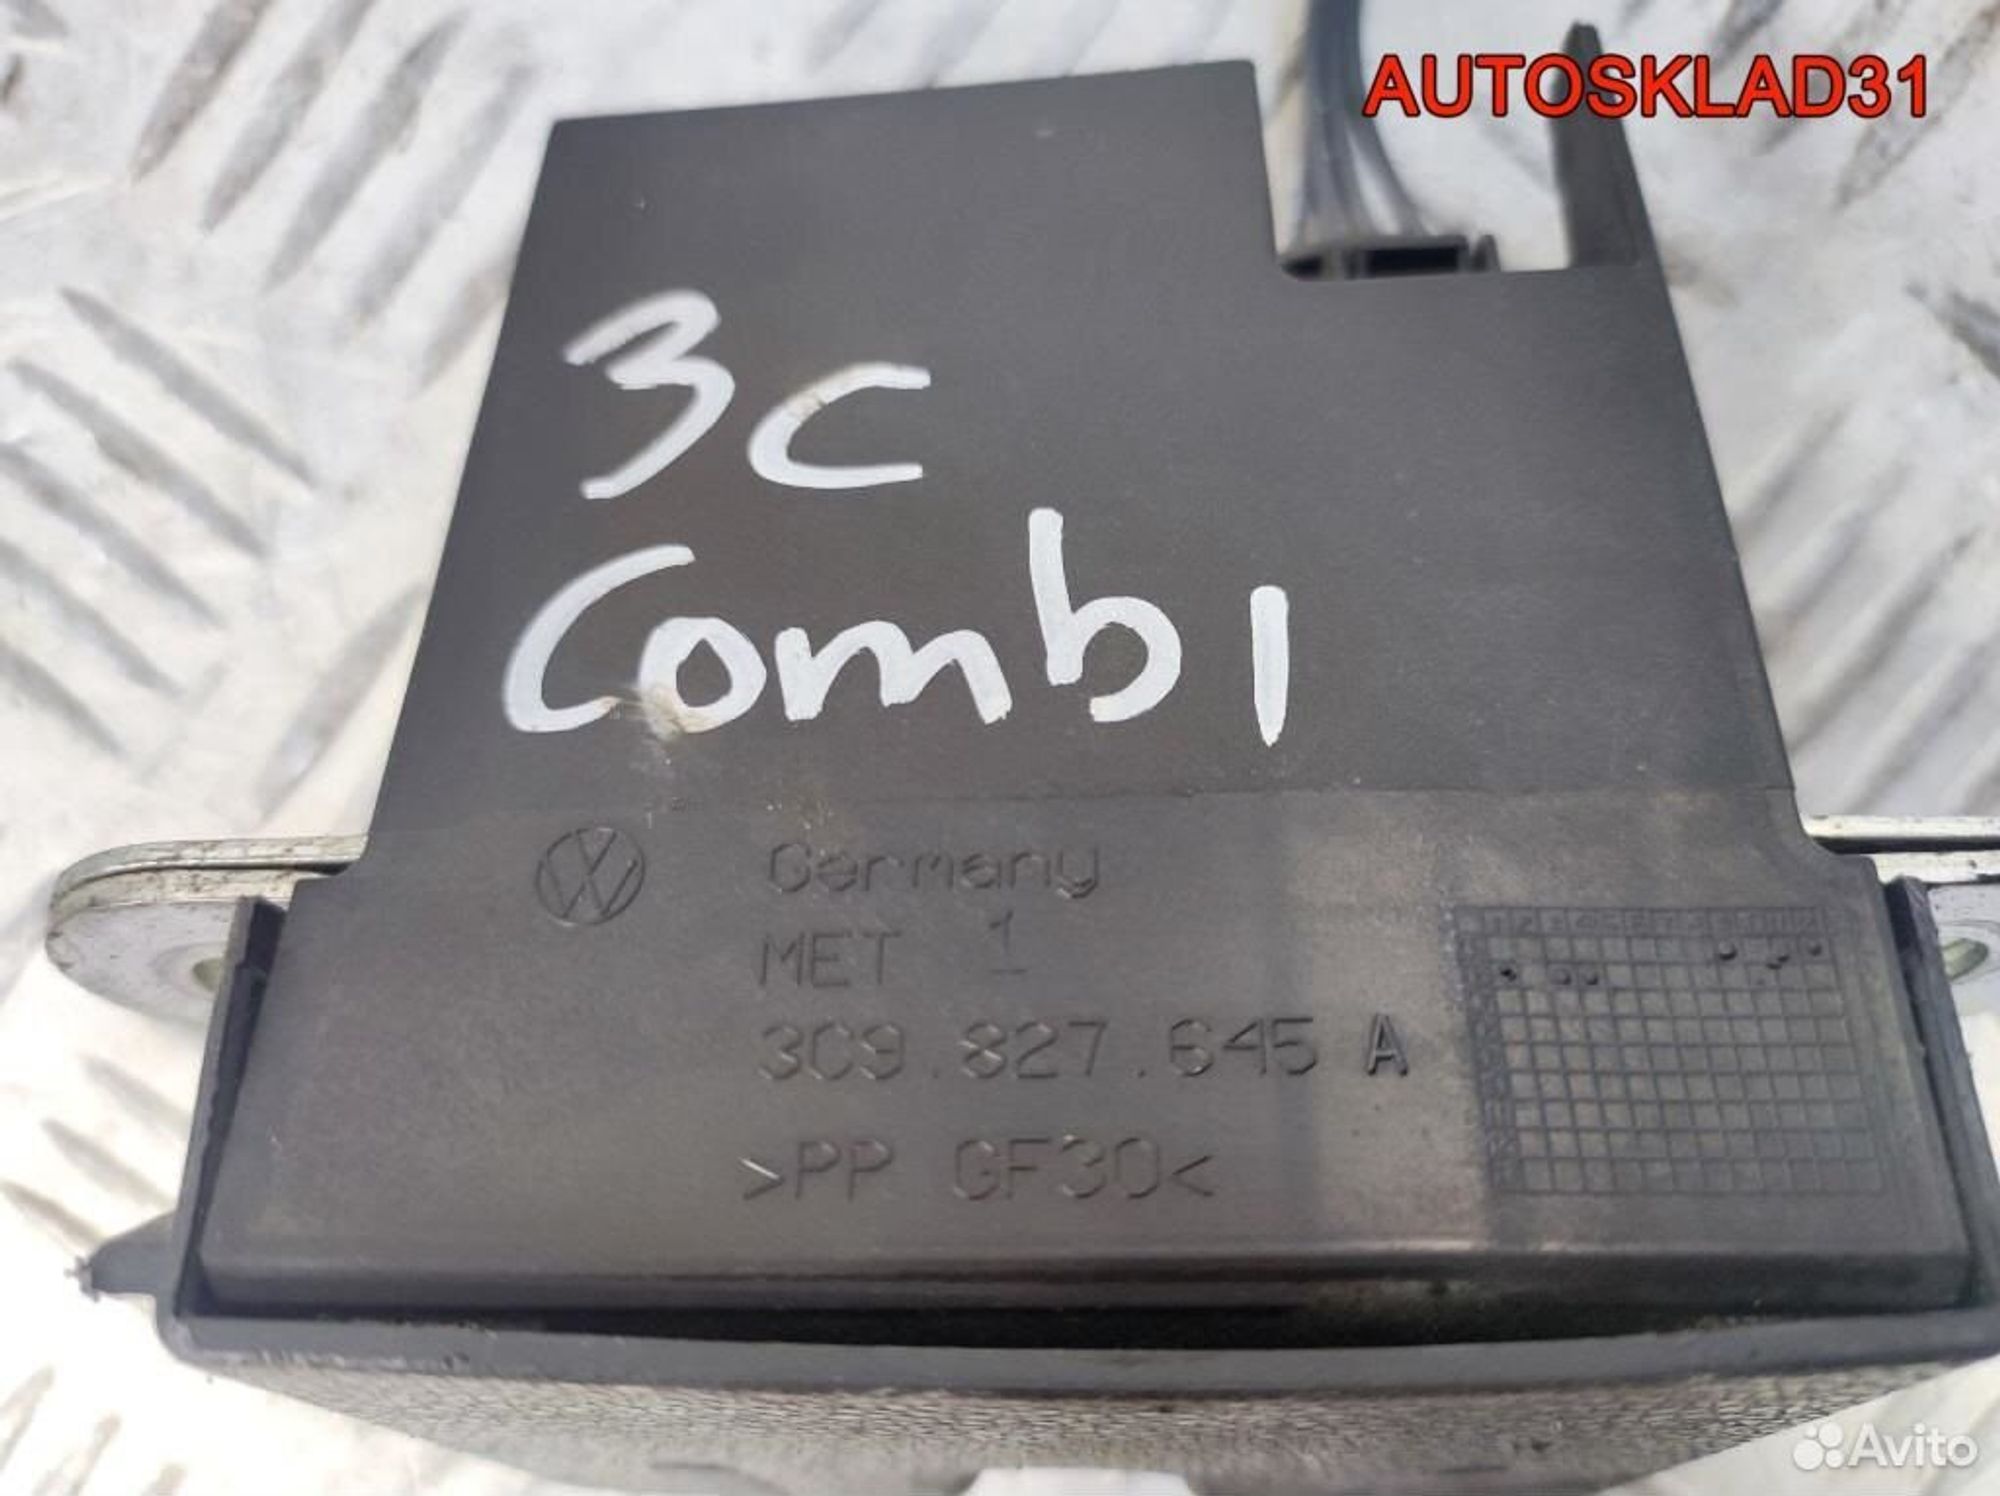 AUTOSKLAD31
3C
Combi
Germany
MET 1
3C9.827.645 A
>PP GF30<
Avito